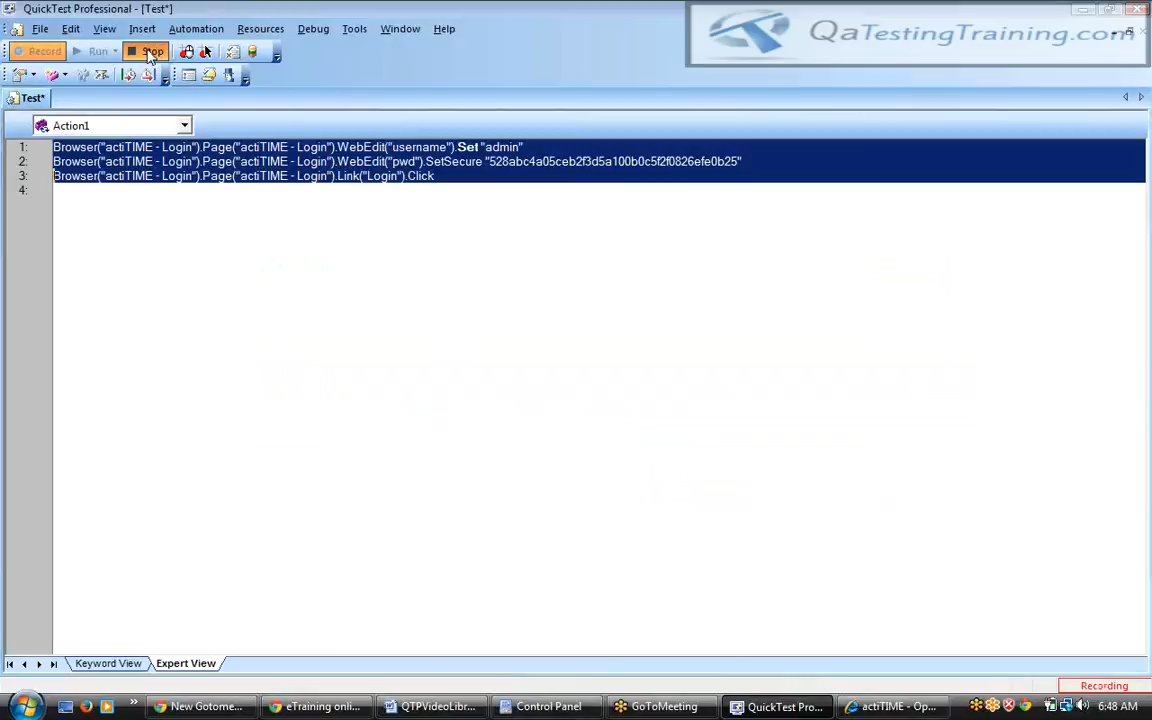 QuickTest Professional - [Test*]
File Edit View Insert Automation Resources Debug Tools Window Help
QaTestingTraining.com
Record Run Stop
Test*
Action1
1: Browser("actiTIME - Login").Page("actiTIME - Login").WebEdit("username").Set "admin"
2: Browser("actiTIME - Login").Page("actiTIME - Login").WebEdit("pwd").SetSecure "528abc4a05ceb2f3d5a100b0c5f2f0826efe0b25"
3: Browser("actiTIME - Login").Page("actiTIME - Login").Link("Login").Click
4:
Keyword View Expert View
Recording
New Gotome... eTraining onli... QTPVideoLibr... Control Panel GoToMeeting QuickTest Pro... actiTIME - Op... 6:48 AM